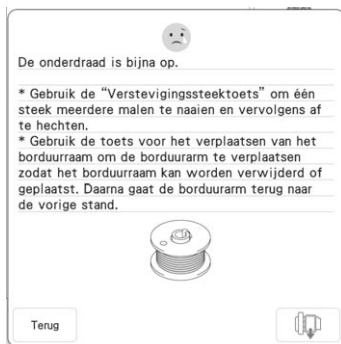 De onderdraad is bijna op.
* Gebruik de “Verstevigingssteektoets” om één
steek meerdere malen te naaien en vervolgens af
te hechten.
* Gebruik de toets voor het verplaatsen van het
borduurraam om de borduurarm te verplaatsen
zodat het borduurraam kan worden verwijderd of
geplaatst. Daarna gaat de borduurarm terug naar
de vorige stand.
Terug